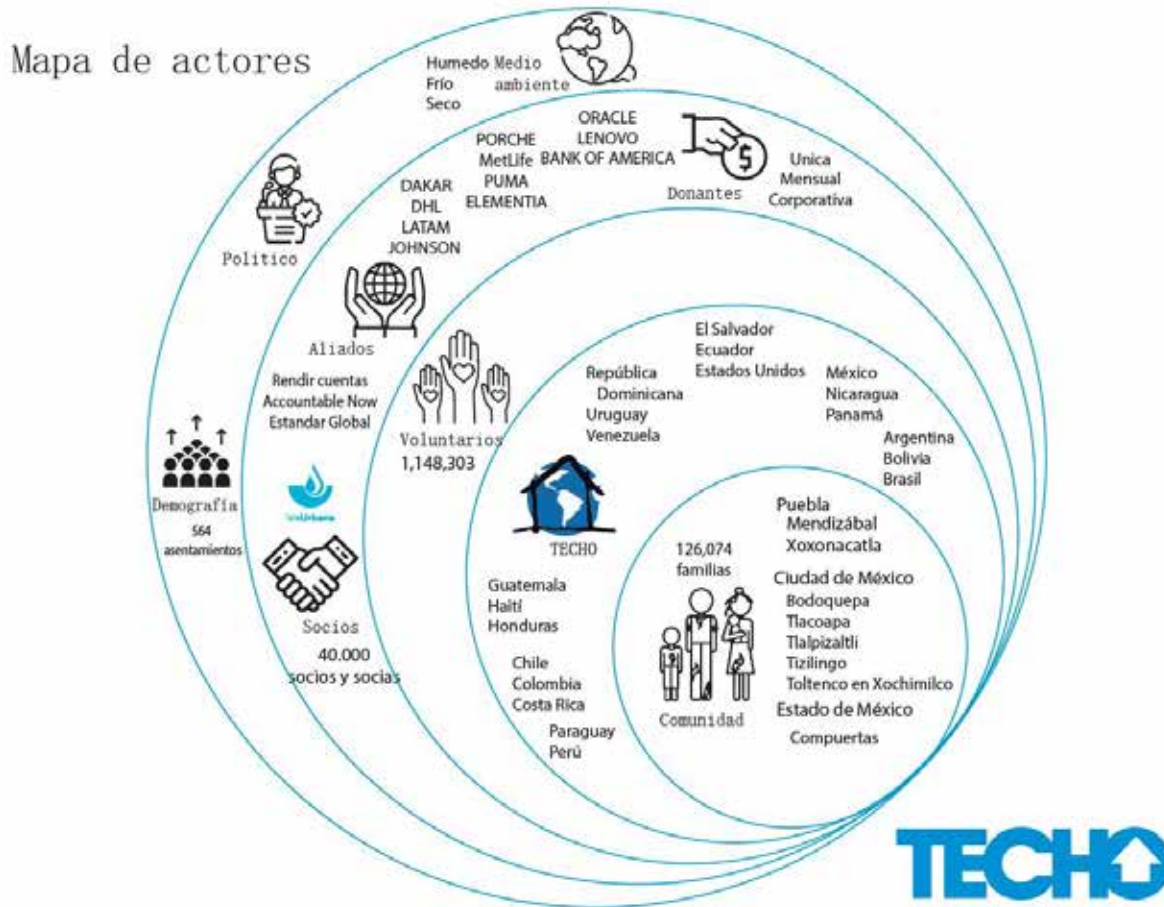 Mapa de actores
Humedo
Frío
Seco
Medio
ambiente
ORACLE
LENOVO
BANK OF AMERICA
PORCHE
MetLife
PUMA
ELEMENTIA
DAKAR
DHL
LATAM
JOHNSON
Donantes
Unica
Mensual
Corporativa
Politico
Aliados
Rendir cuentas
Accountable Now
Estandar Global
Voluntarios
1,148,303
Demografía
564
asentamientos
IslaUrbana
Socios
40.000
socios y socias
El Salvador
Ecuador
Estados Unidos
República
Dominicana
Uruguay
Venezuela
México
Nicaragua
Panamá
Argentina
Bolivia
Brasil
TECHO
Guatemala
Haití
Honduras
Chile
Colombia
Costa Rica
Paraguay
Perú
126,074
familias
Comunidad
Puebla
Mendizábal
Xoxonacatla
Ciudad de México
Bodoquepa
Tlacoapa
Tlalpizaltli
Tizilingo
Toltenco en Xochimilco
Estado de México
Compuertas
TECHO